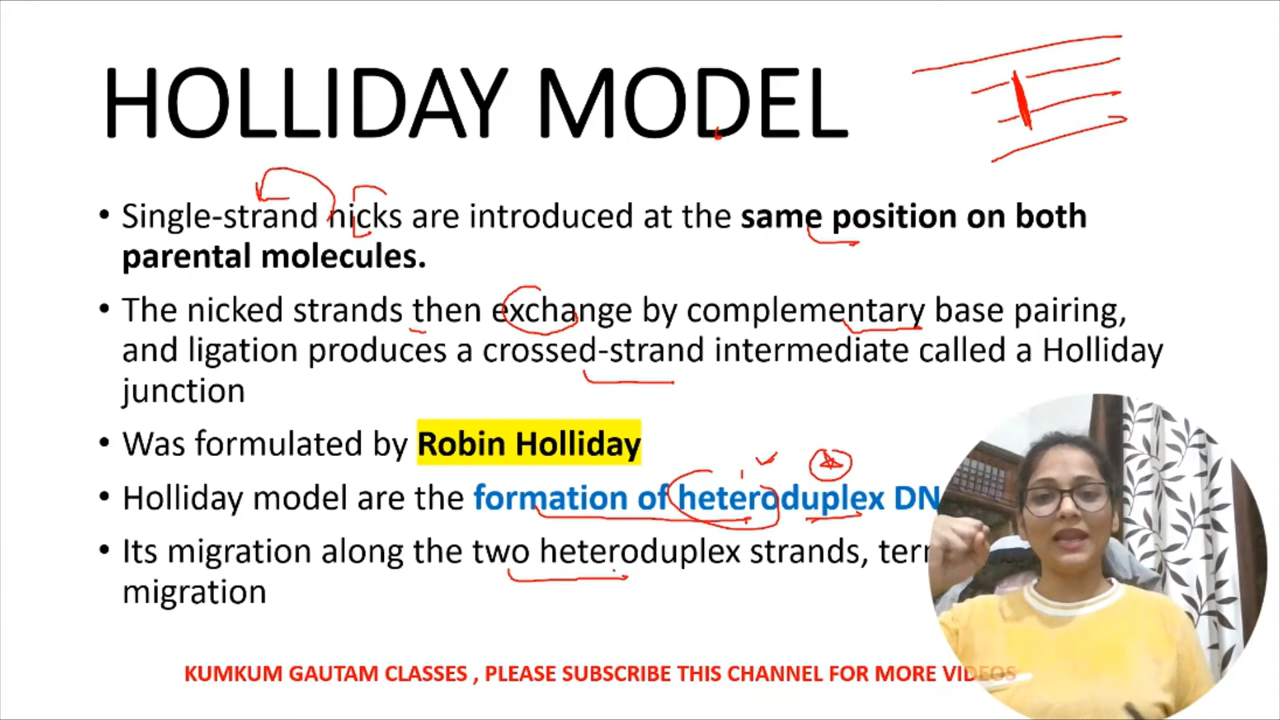 HOLLIDAY MODEL
• Single-strand nicks are introduced at the same position on both
parental molecules.
• The nicked strands then exchange by complementary base pairing,
and ligation produces a crossed-strand intermediate called a Holliday
junction
• Was formulated by Robin Holliday
• Holliday model are the formation of heteroduplex
• Its migration along the two heteroduplex strands,
migration
KUMKUM GAUTAM CLASSES , PLEASE SUBSCRIBE THIS CHANNEL FOR MORE VIDEOS